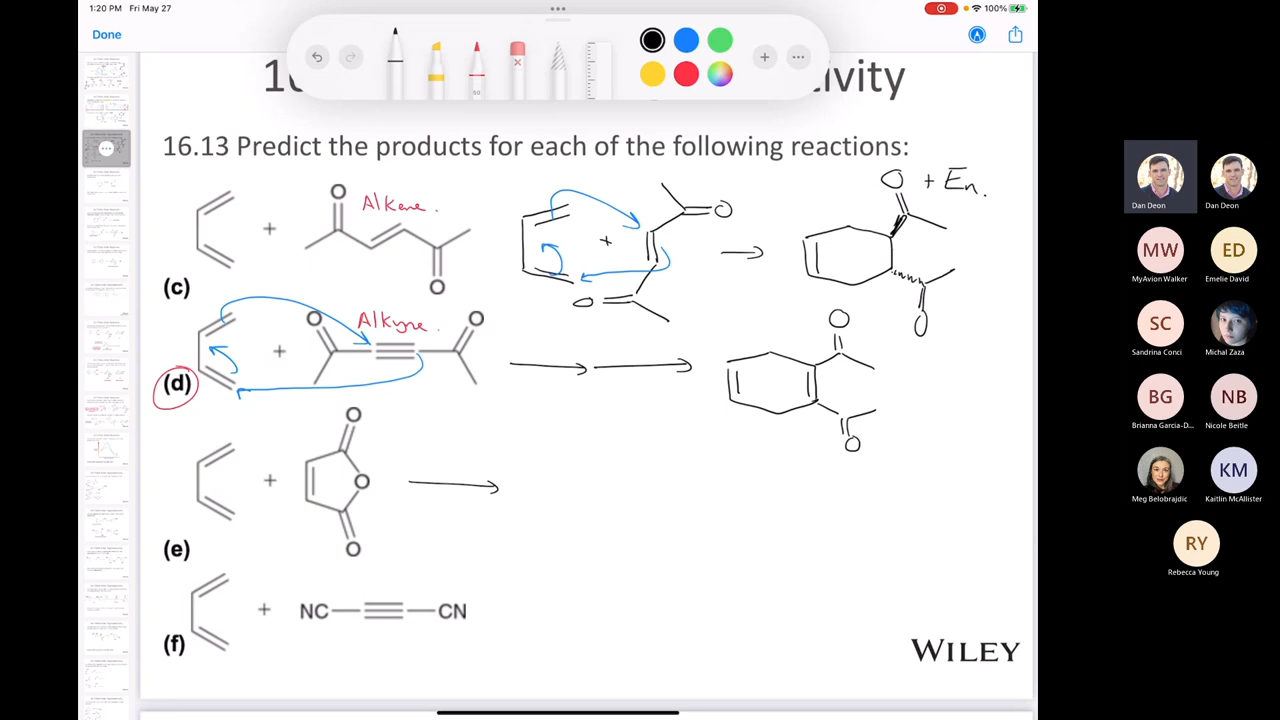 1:20 PM Fri May 27
100%
Done
16.13 Predict the products for each of the following reactions:
O
Alkene.
O
(c)
+
+
O
O
O + En.
O
(d)
+
O
Alkyne.
O
O
O
(e)
+
O
O
O
(f)
+
NC
CN
WILEY
Dan Deon
Dan Deon
MW
MyAvion Walker
ED
Emelie David
SC
Sandrina Conci
Michal Zaza
BG
Brianna Garcia-D...
NB
Nicole Beitle
Meg Belobrajdic
KM
Kaitlin McAllister
RY
Rebecca Young